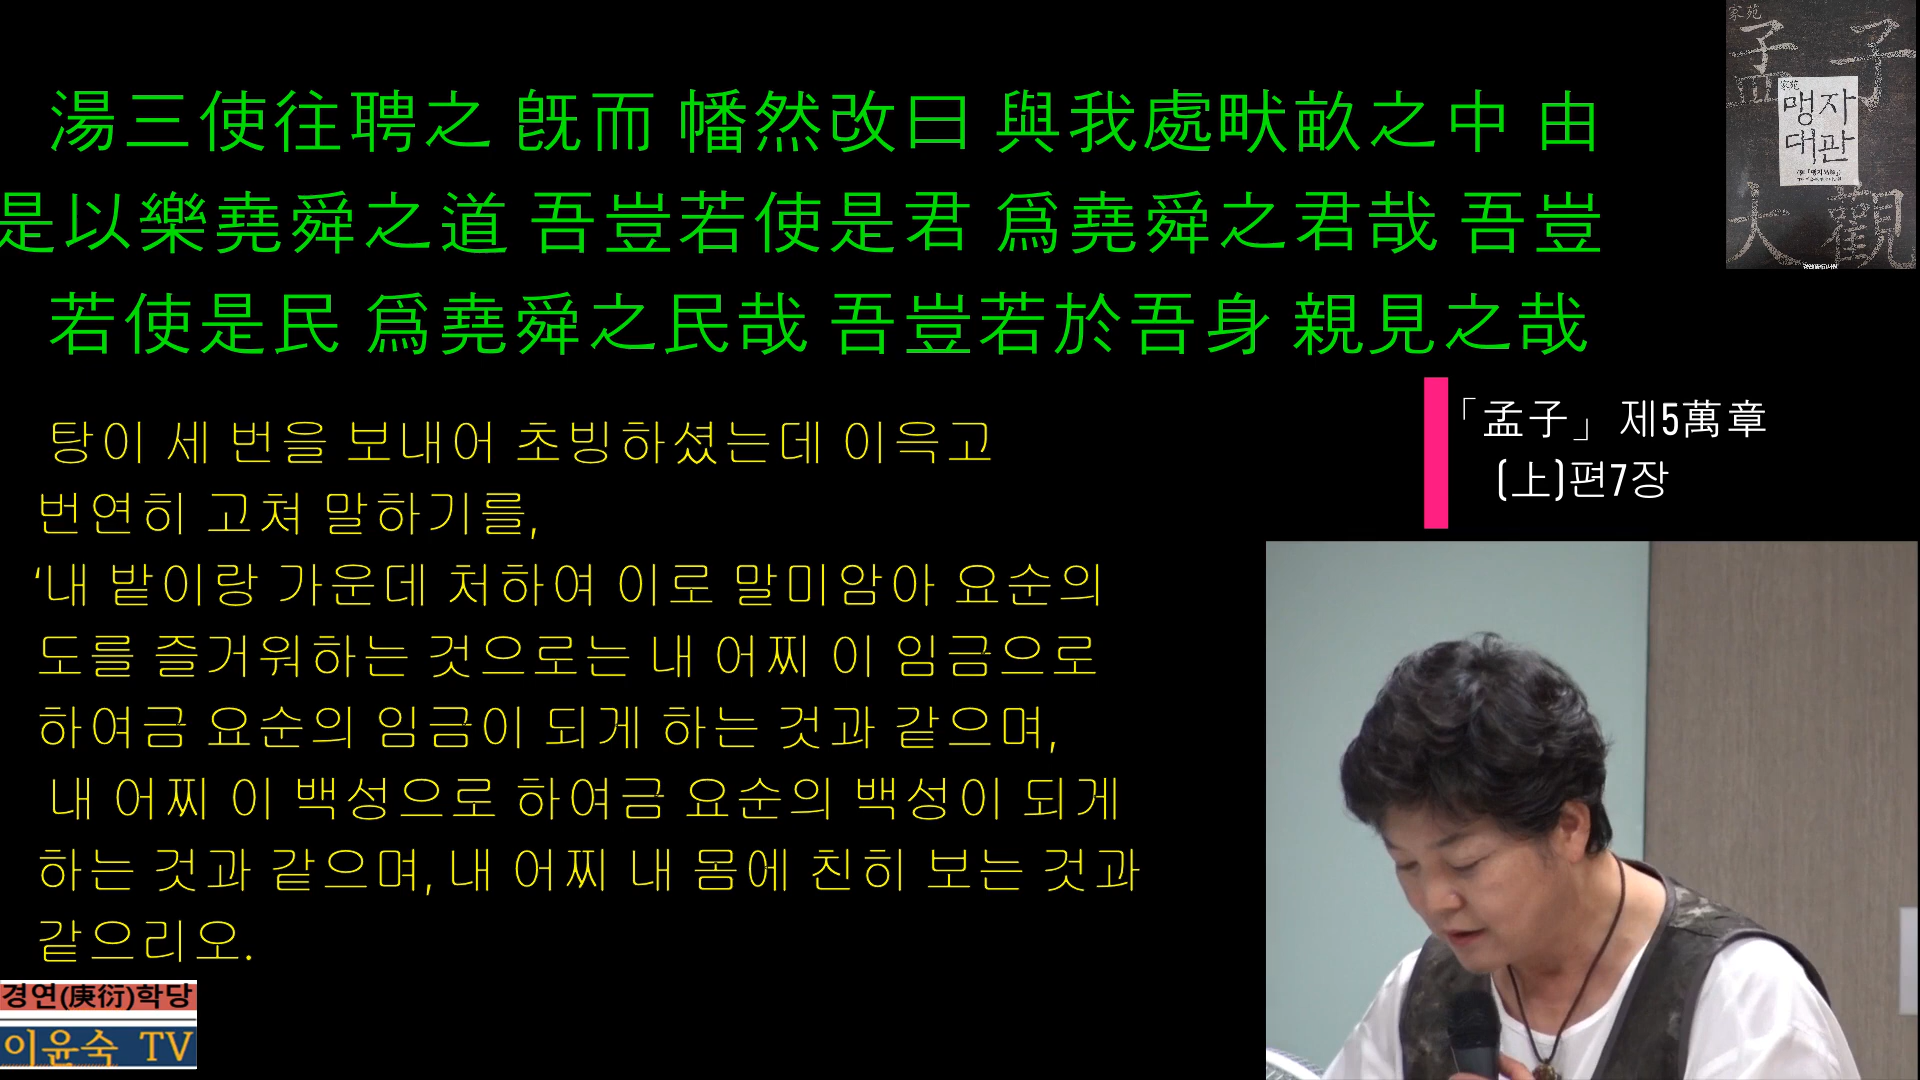 湯三使往聘之 旣而 幡然改曰 與我處畎畝之中 由
是以樂堯舜之道 吾豈若使是君 爲堯舜之君哉 吾豈
若使是民 爲堯舜之民哉 吾豈若於吾身 親見之哉
탕이 세 번을 보내어 초빙하셨는데 이윽고
번연히 고쳐 말하기를,
‘내 밭이랑 가운데 처하여 이로 말미암아 요순의
도를 즐거워하는 것으로는 내 어찌 이 임금으로
하여금 요순의 임금이 되게 하는 것과 같으며,
내 어찌 이 백성으로 하여금 요순의 백성이 되게
하는 것과 같으며, 내 어찌 내 몸에 친히 보는 것과
같으리오.
「孟子」 제5萬章
(上)편7장
家苑
孟子
맹자
대관
大觀
경연(庚衍)학당
이윤숙 TV